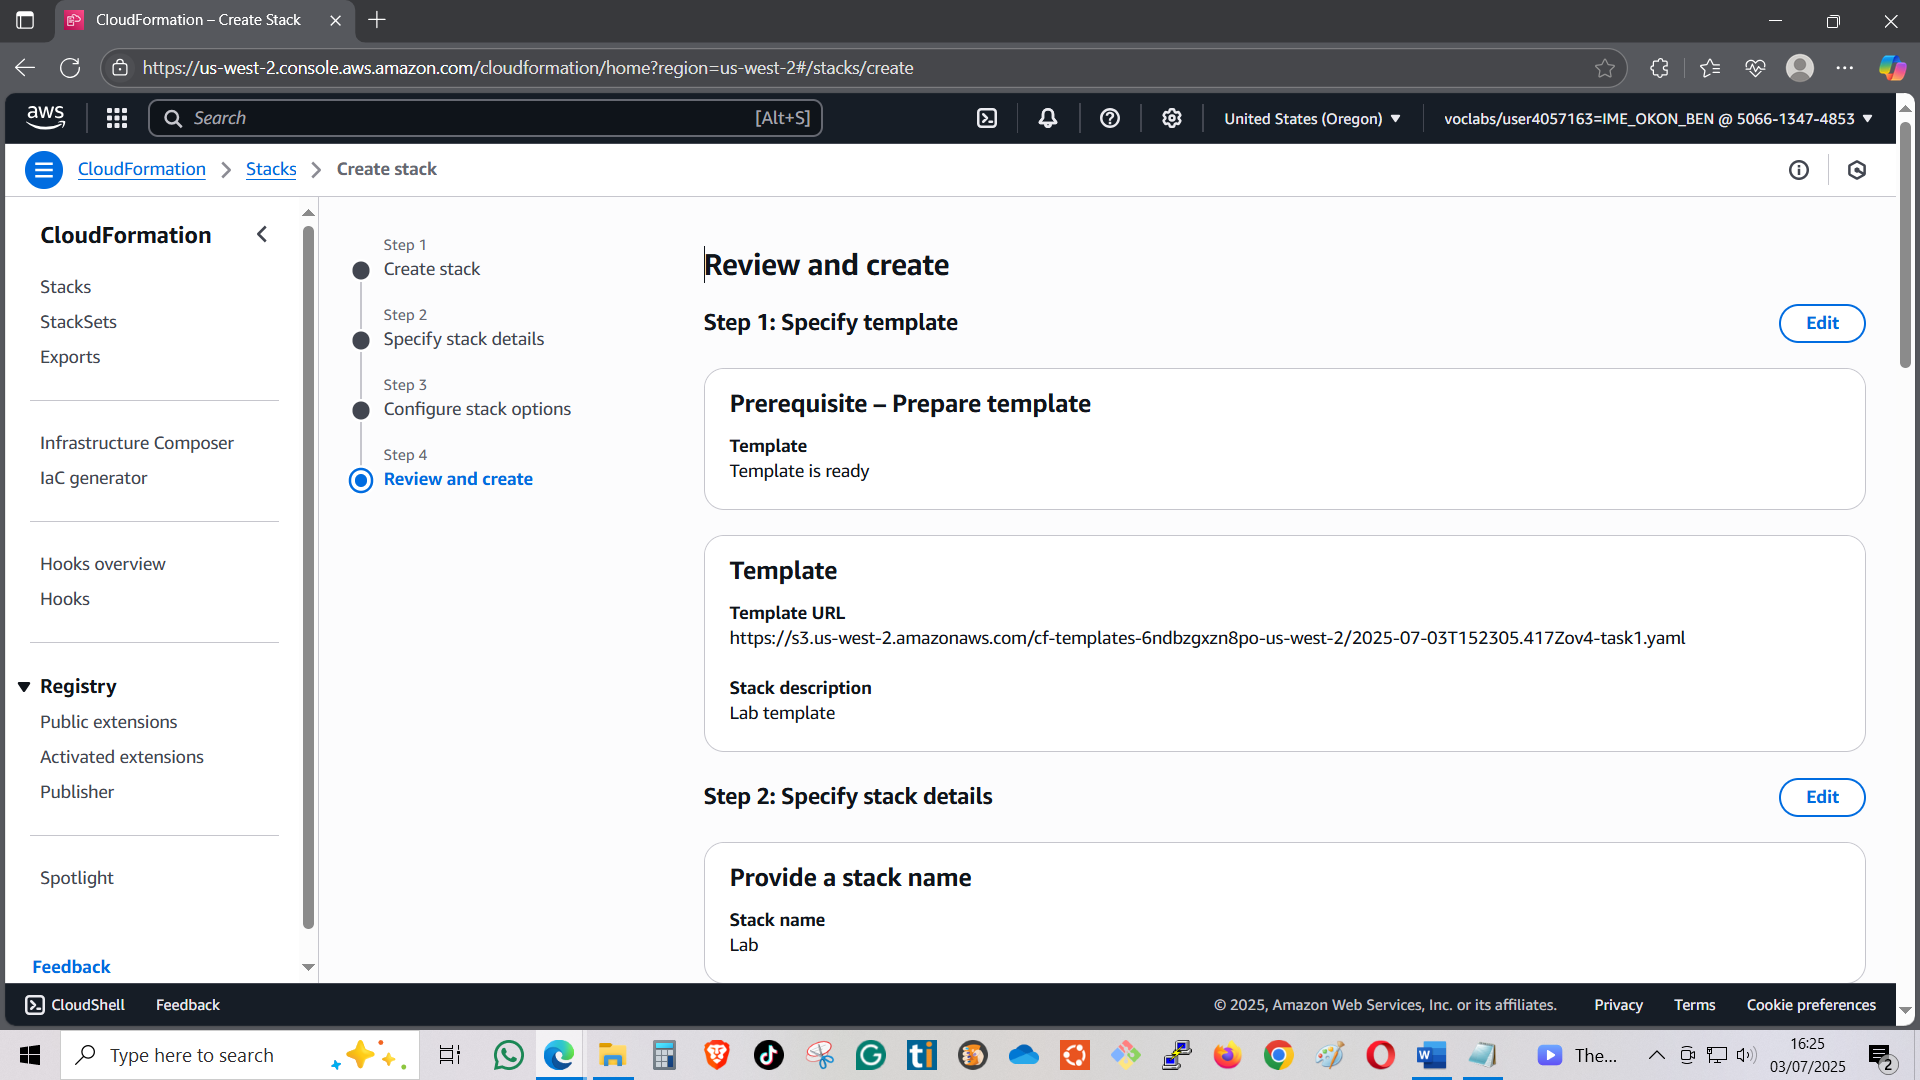 CloudFormation – Create Stack
https://us-west-2.console.aws.amazon.com/cloudformation/home?region=us-west-2#/stacks/create
aws
Search
[Alt+S]
United States (Oregon)
voclabs/user4057163=IME_OKON_BEN @ 5066-1347-4853
CloudFormation
Stacks
Create stack
CloudFormation
Stacks
StackSets
Exports
Infrastructure Composer
IaC generator
Hooks overview
Hooks
Registry
Public extensions
Activated extensions
Publisher
Spotlight
Feedback
Step 1
Create stack
Step 2
Specify stack details
Step 3
Configure stack options
Step 4
Review and create
Review and create
Step 1: Specify template
Edit
Prerequisite – Prepare template
Template
Template is ready
Template
Template URL
https://s3.us-west-2.amazonaws.com/cf-templates-6ndbzgxzn8po-us-west-2/2025-07-03T152305.417Zov4-task1.yaml
Stack description
Lab template
Step 2: Specify stack details
Edit
Provide a stack name
Stack name
Lab
CloudShell
Feedback
© 2025, Amazon Web Services, Inc. or its affiliates.
Privacy
Terms
Cookie preferences
Type here to search
The...
16:25
03/07/2025
2